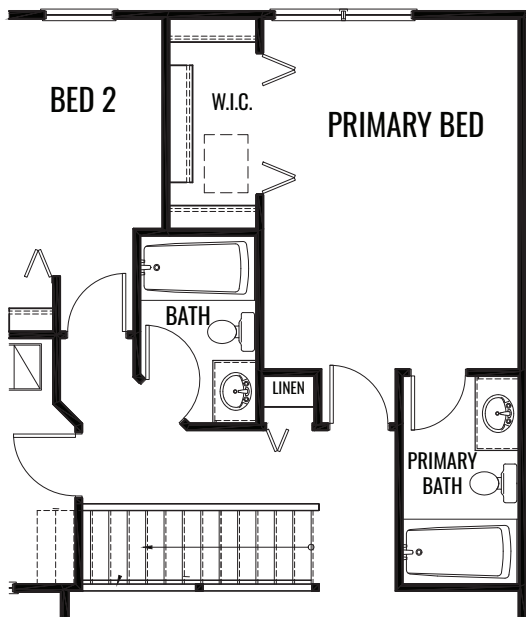 BED 2
W.I.C.
PRIMARY BED
BATH
LINEN
PRIMARY
BATH